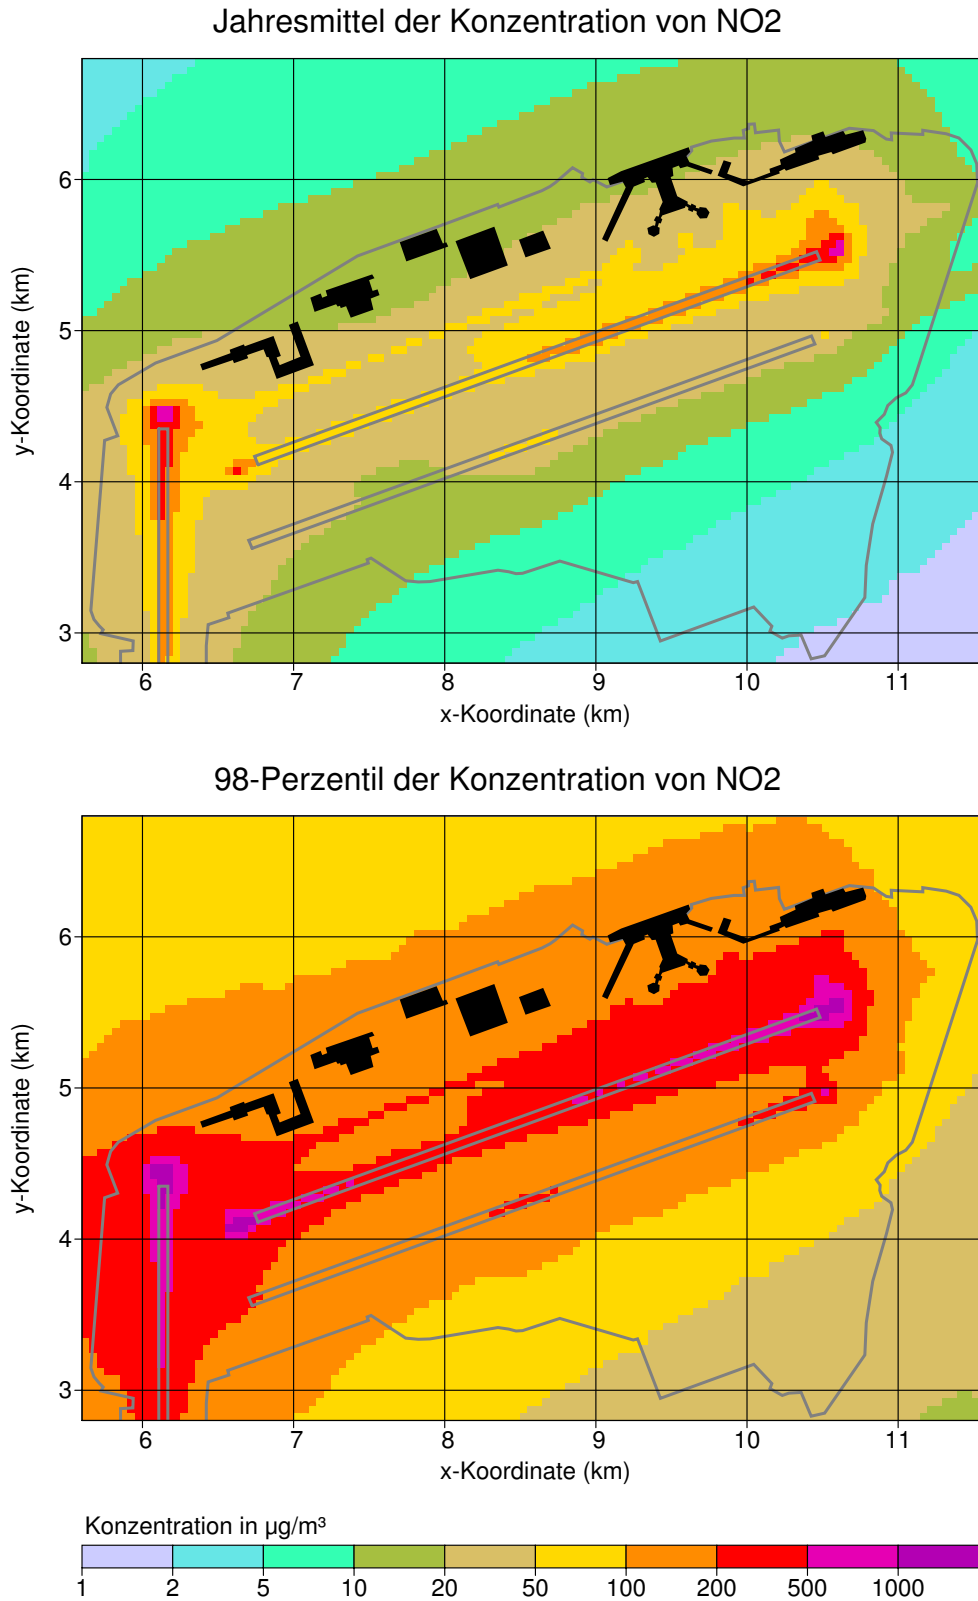 Jahresmittel der Konzentration von NO2
y-Koordinate (km)
6
5
4
3
6 7 8 9 10 11
x-Koordinate (km)
98-Perzentil der Konzentration von NO2
y-Koordinate (km)
6
5
4
3
6 7 8 9 10 11
x-Koordinate (km)
Konzentration in µg/m³
1 2 5 10 20 50 100 200 500 1000